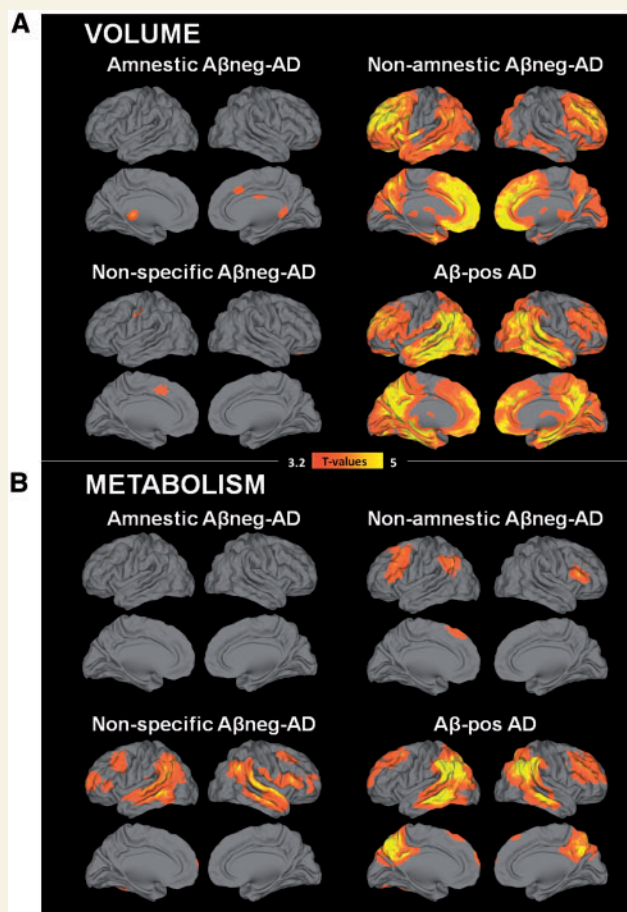 A
VOLUME
Amnestic Aβneg-AD
Non-amnestic Aβneg-AD
Non-specific Aβneg-AD
Aβ-pos AD
3.2 T-values 5
B
METABOLISM
Amnestic Aβneg-AD
Non-amnestic Aβneg-AD
Non-specific Aβneg-AD
Aβ-pos AD